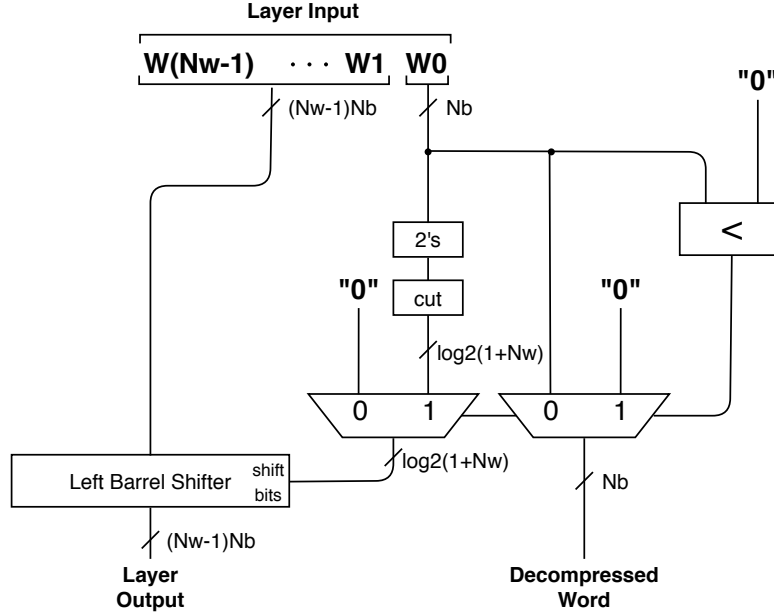 Layer Input
W(Nw-1) · · · W1 W0
(Nw-1)Nb
Nb
"0"
<
2's
cut
"0"
"0"
log2(1+Nw)
0 1
0 1
log2(1+Nw)
Left Barrel Shifter
shift
bits
Nb
(Nw-1)Nb
Layer
Output
Decompressed
Word